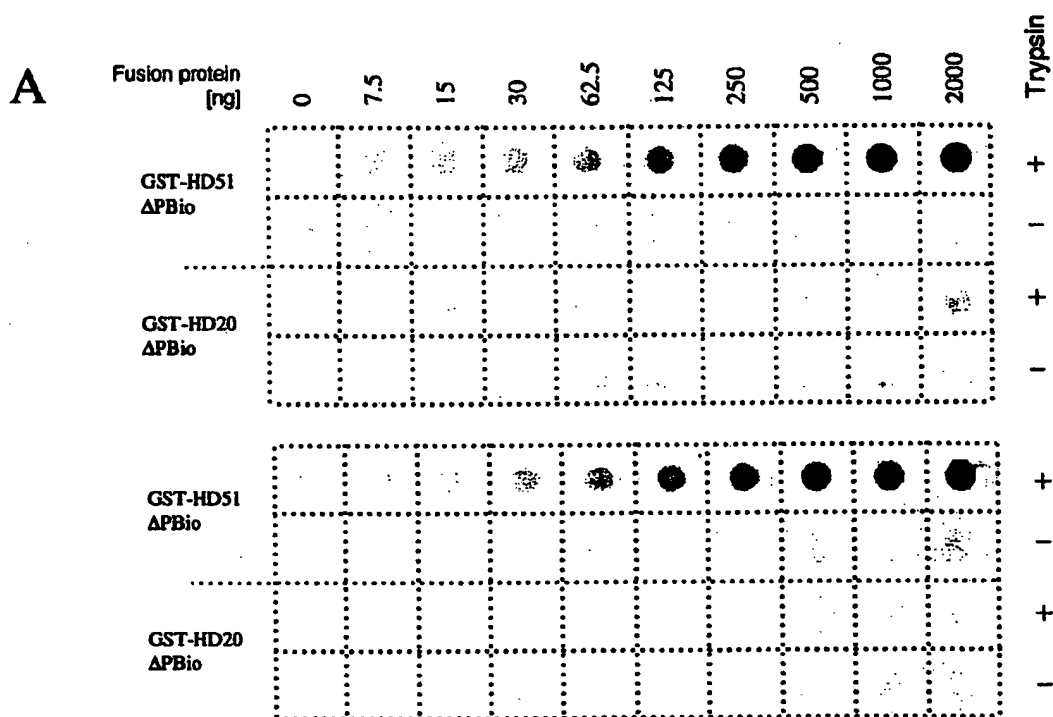 A
Fusion protein
[ng]
0 7.5 15 30 62.5 125 250 500 1000 2000
Trypsin
GST-HD51
ΔPBio
+
−
GST-HD20
ΔPBio
+
−
GST-HD51
ΔPBio
+
−
GST-HD20
ΔPBio
+
−